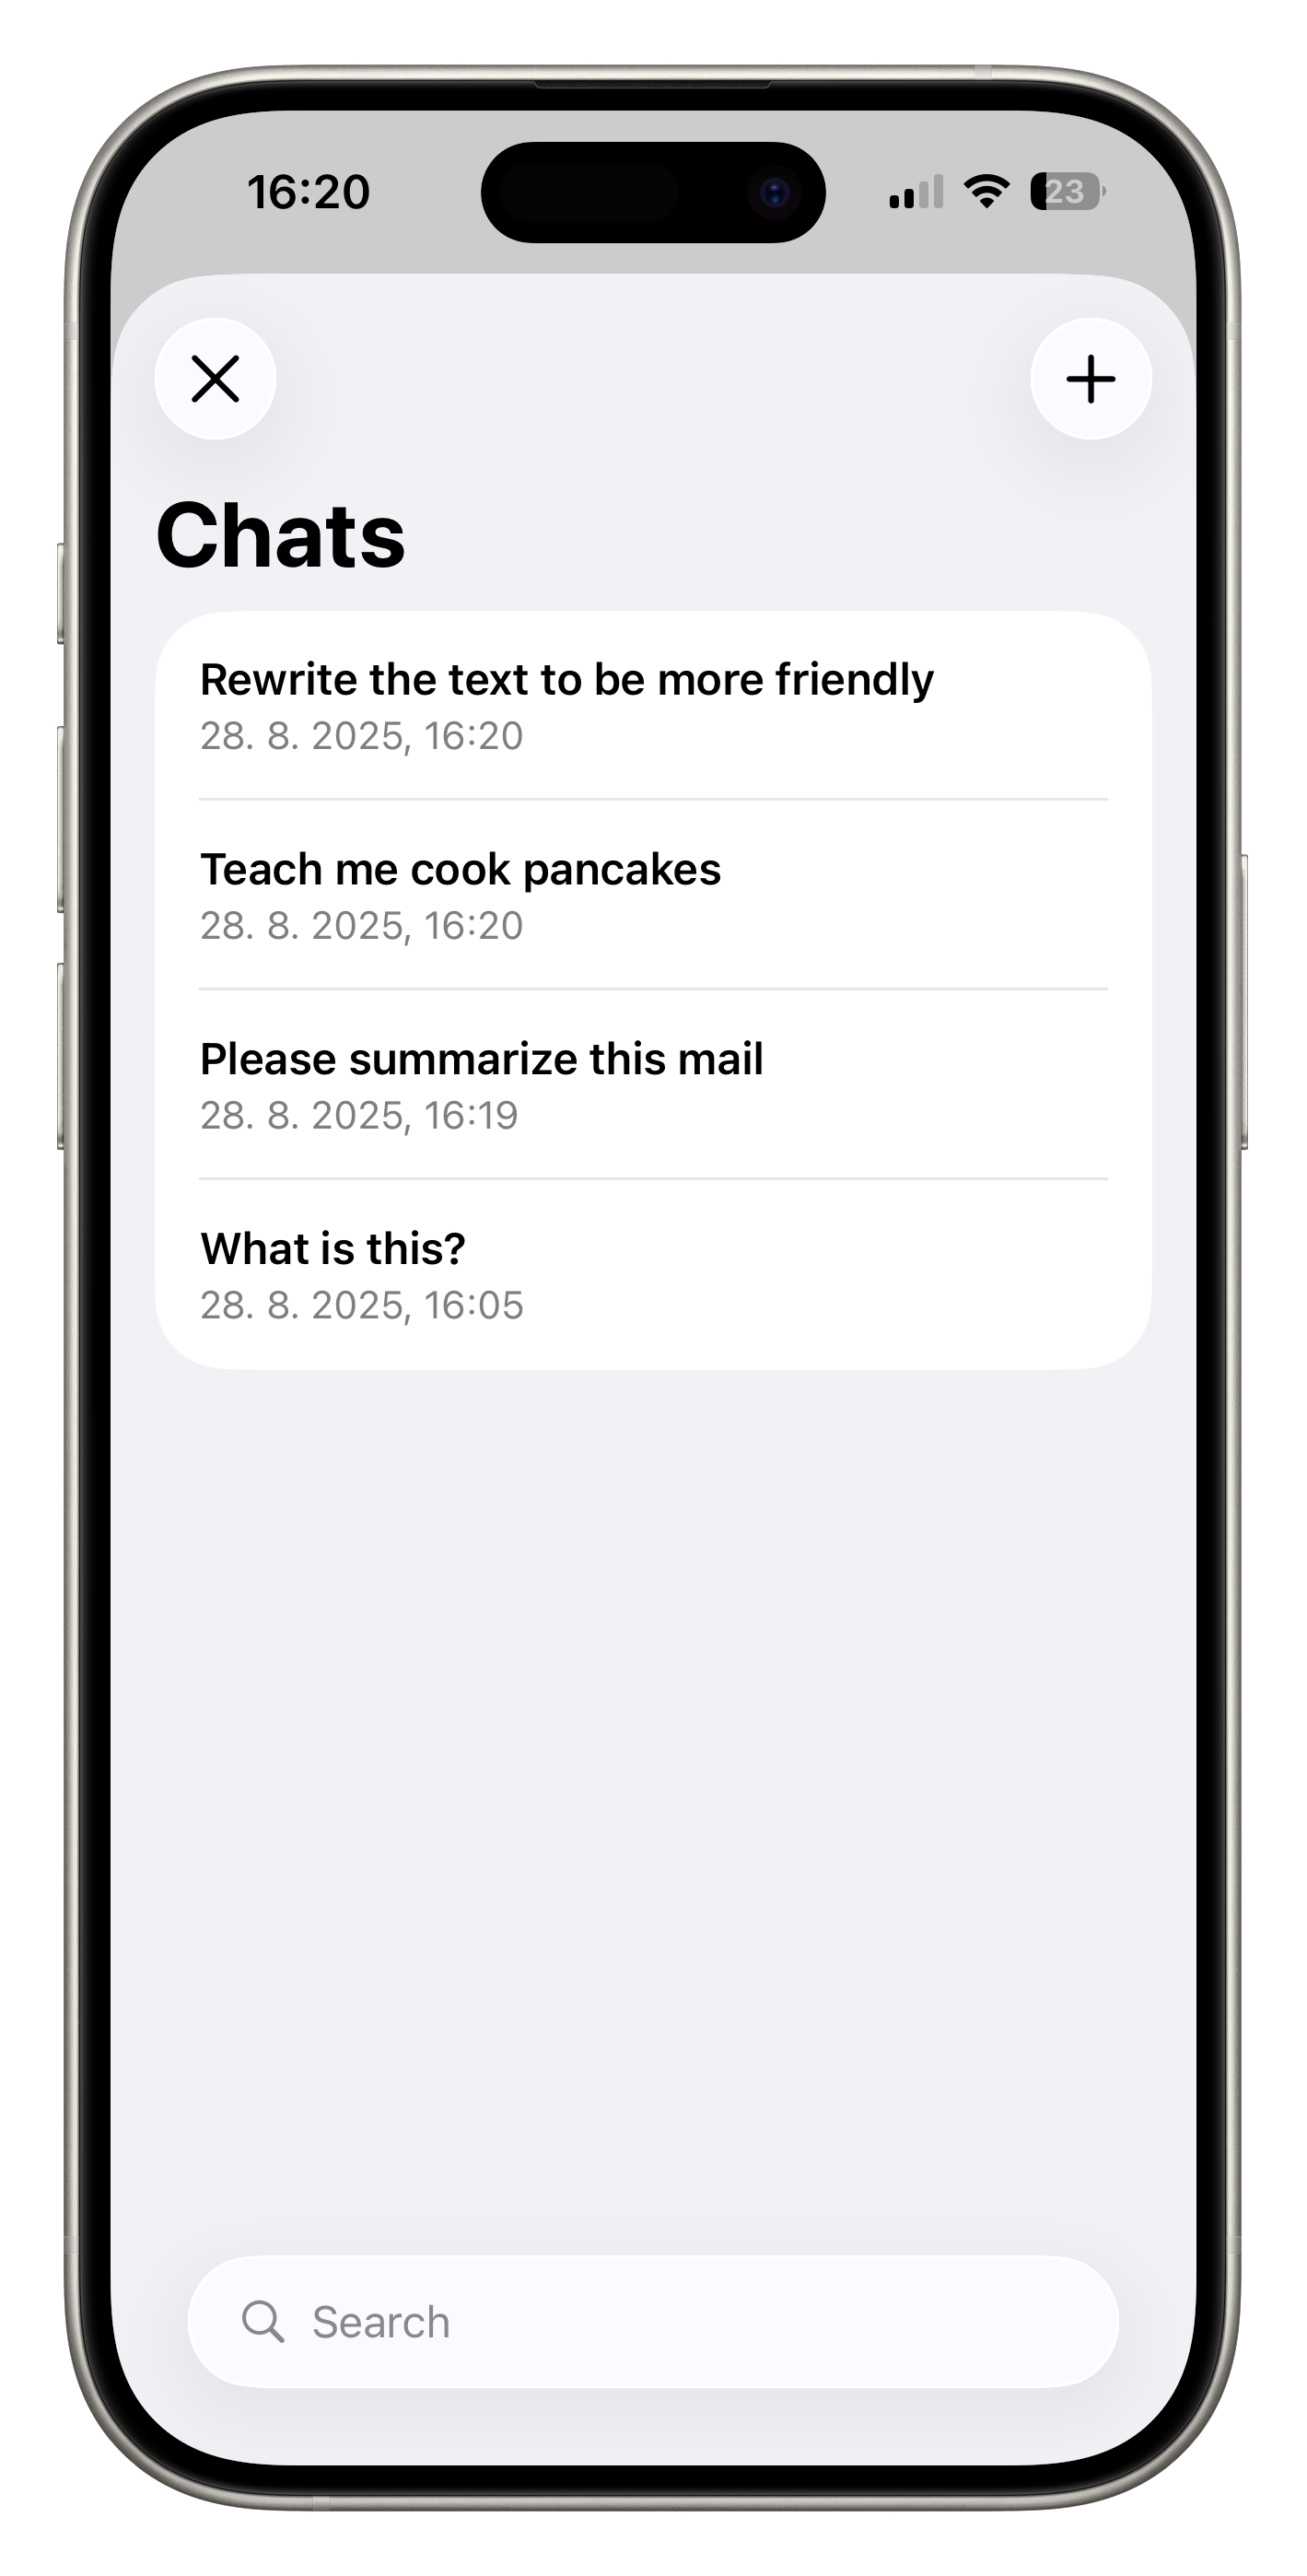 16:20
23
Chats
Rewrite the text to be more friendly
28. 8. 2025, 16:20
Teach me cook pancakes
28. 8. 2025, 16:20
Please summarize this mail
28. 8. 2025, 16:19
What is this?
28. 8. 2025, 16:05
Search